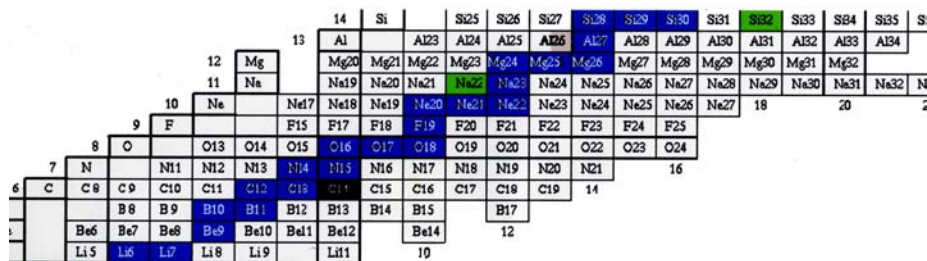 14 Si Si25 Si26 Si27 Si28 Si29 Si30 Si31 Si32 Si33 Si34 Si35
13 Al Al23 Al24 Al25 Al26 Al27 Al28 Al29 Al30 Al31 Al32 Al33 Al34
12 Mg Mg20 Mg21 Mg22 Mg23 Mg24 Mg25 Mg26 Mg27 Mg28 Mg29 Mg30 Mg31 Mg32
11 Na Na19 Na20 Na21 Na22 Na23 Na24 Na25 Na26 Na27 Na28 Na29 Na30 Na31 Na32
10 Ne Ne17 Ne18 Ne19 Ne20 Ne21 Ne22 Ne23 Ne24 Ne25 Ne26 Ne27 18 20
9 F F15 F17 F18 F19 F20 F21 F22 F23 F24 F25
8 O O13 O14 O15 O16 O17 O18 O19 O20 O21 O22 O23 O24
7 N N11 N12 N13 N14 N15 N16 N17 N18 N19 N20 N21 16
6 C C8 C9 C10 C11 C12 C13 C14 C15 C16 C17 C18 C19 14
B8 B9 B10 B11 B12 B13 B14 B15 B17
Be6 Be7 Be8 Be9 Be10 Be11 Be12 Be14 12
Li5 Li6 Li7 Li8 Li9 Li11 10